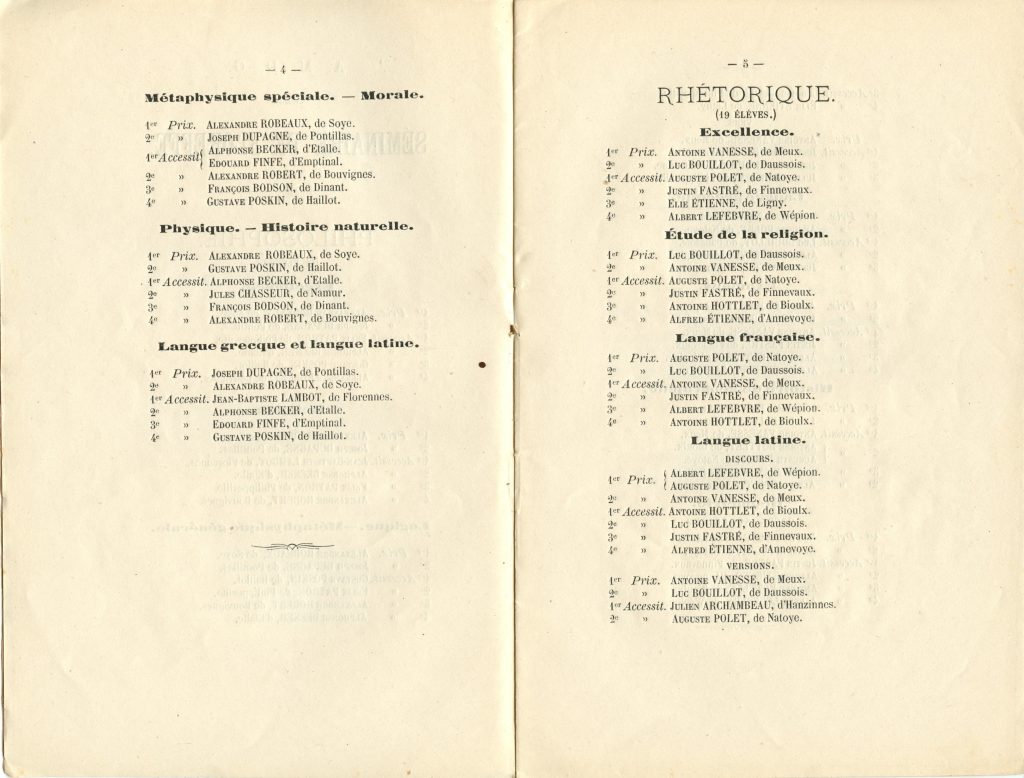 — 4 —
Métaphysique spéciale. — Morale.
1er Prix. Alexandre ROBEAUX, de Soye.
2e » Joseph DUPAGNE, de Pontillas.
1er Accessit { Alphonse BECKER, d'Etalle.
Edouard FINFE, d'Emptinal.
2e » Alexandre ROBERT, de Bouvignes.
3e » François BODSON, de Dinant.
4e » Gustave POSKIN, de Haillot.
Physique. — Histoire naturelle.
1er Prix. Alexandre ROBEAUX, de Soye.
2e » Gustave POSKIN, de Haillot.
1er Accessit. Alphonse BECKER, d'Etalle.
2e » Jules CHASSEUR, de Namur.
3e » François BODSON, de Dinant.
4e » Alexandre ROBERT, de Bouvignes.
Langue grecque et langue latine.
1er Prix. Joseph DUPAGNE, de Pontillas.
2e » Alexandre ROBEAUX, de Soye.
1er Accessit. Jean-Baptiste LAMBOT, de Florennes.
2e » Alphonse BECKER, d'Etalle.
3e » Edouard FINFE, d'Emptinal.
4e » Gustave POSKIN, de Haillot.
— 5 —
RHÉTORIQUE.
(19 ÉLÈVES.)
Excellence.
1er Prix. Antoine VANESSE, de Meux.
2e » Luc BOUILLOT, de Daussois.
1er Accessit. Auguste POLET, de Natoye.
2e » Justin FASTRÉ, de Finnevaux.
3e » Elie ÉTIENNE, de Ligny.
4e » Albert LEFEBVRE, de Wépion.
Étude de la religion.
1er Prix. Luc BOUILLOT, de Daussois.
2e » Antoine VANESSE, de Meux.
1er Accessit. Auguste POLET, de Natoye.
2e » Justin FASTRÉ, de Finnevaux.
3e » Antoine HOTTLET, de Bioulx.
4e » Alfred ÉTIENNE, d'Annevoye.
Langue française.
1er Prix. Auguste POLET, de Natoye.
2e » Luc BOUILLOT, de Daussois.
1er Accessit. Antoine VANESSE, de Meux.
2e » Justin FASTRÉ, de Finnevaux.
3e » Albert LEFEBVRE, de Wépion.
4e » Antoine HOTTLET, de Bioulx.
Langue latine.
DISCOURS.
1er Prix. { Albert LEFEBVRE, de Wépion.
Auguste POLET, de Natoye.
2e » Antoine VANESSE, de Meux.
1er Accessit. Antoine HOTTLET, de Bioulx.
2e » Luc BOUILLOT, de Daussois.
3e » Justin FASTRÉ, de Finnevaux.
4e » Alfred ÉTIENNE, d'Annevoye.
VERSIONS.
1er Prix. Antoine VANESSE, de Meux.
2e » Luc BOUILLOT, de Daussois.
1er Accessit. Julien ARCHAMBEAU, d'Hanzinnes.
2e » Auguste POLET, de Natoye.